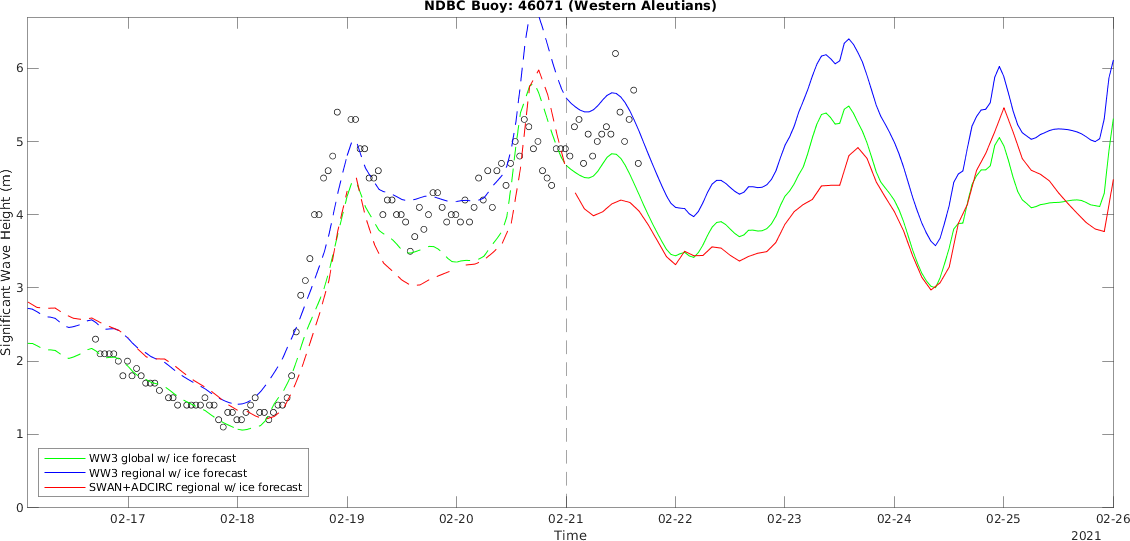 NDBC Buoy: 46071 (Western Aleutians)
Significant Wave Height (m)
6
5
4
3
2
1
0
WW3 global w/ ice forecast
WW3 regional w/ ice forecast
SWAN+ADCIRC regional w/ ice forecast
02-17 02-18 02-19 02-20 02-21 02-22 02-23 02-24 02-25 02-26
Time
2021